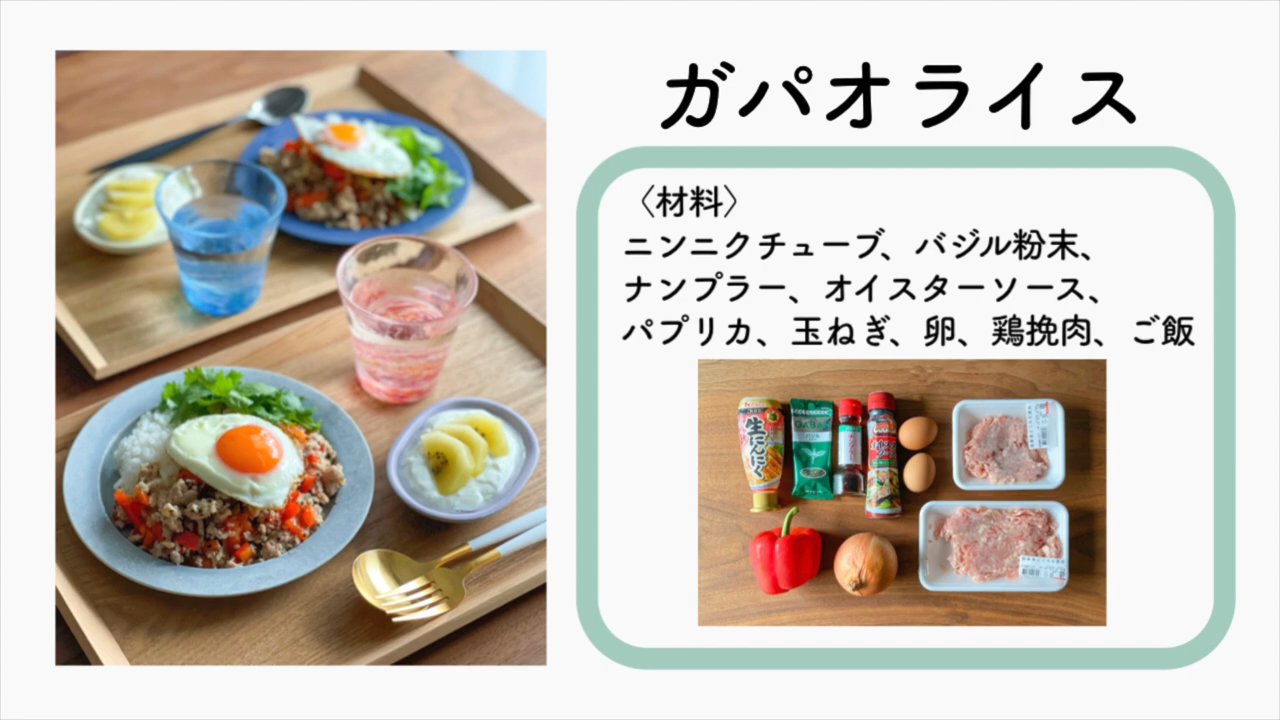 ガパオライス
〈材料〉
ニンニクチューブ、バジル粉末、
ナンプラー、オイスターソース、
パプリカ、玉ねぎ、卵、鶏挽肉、ご飯
生にんにく